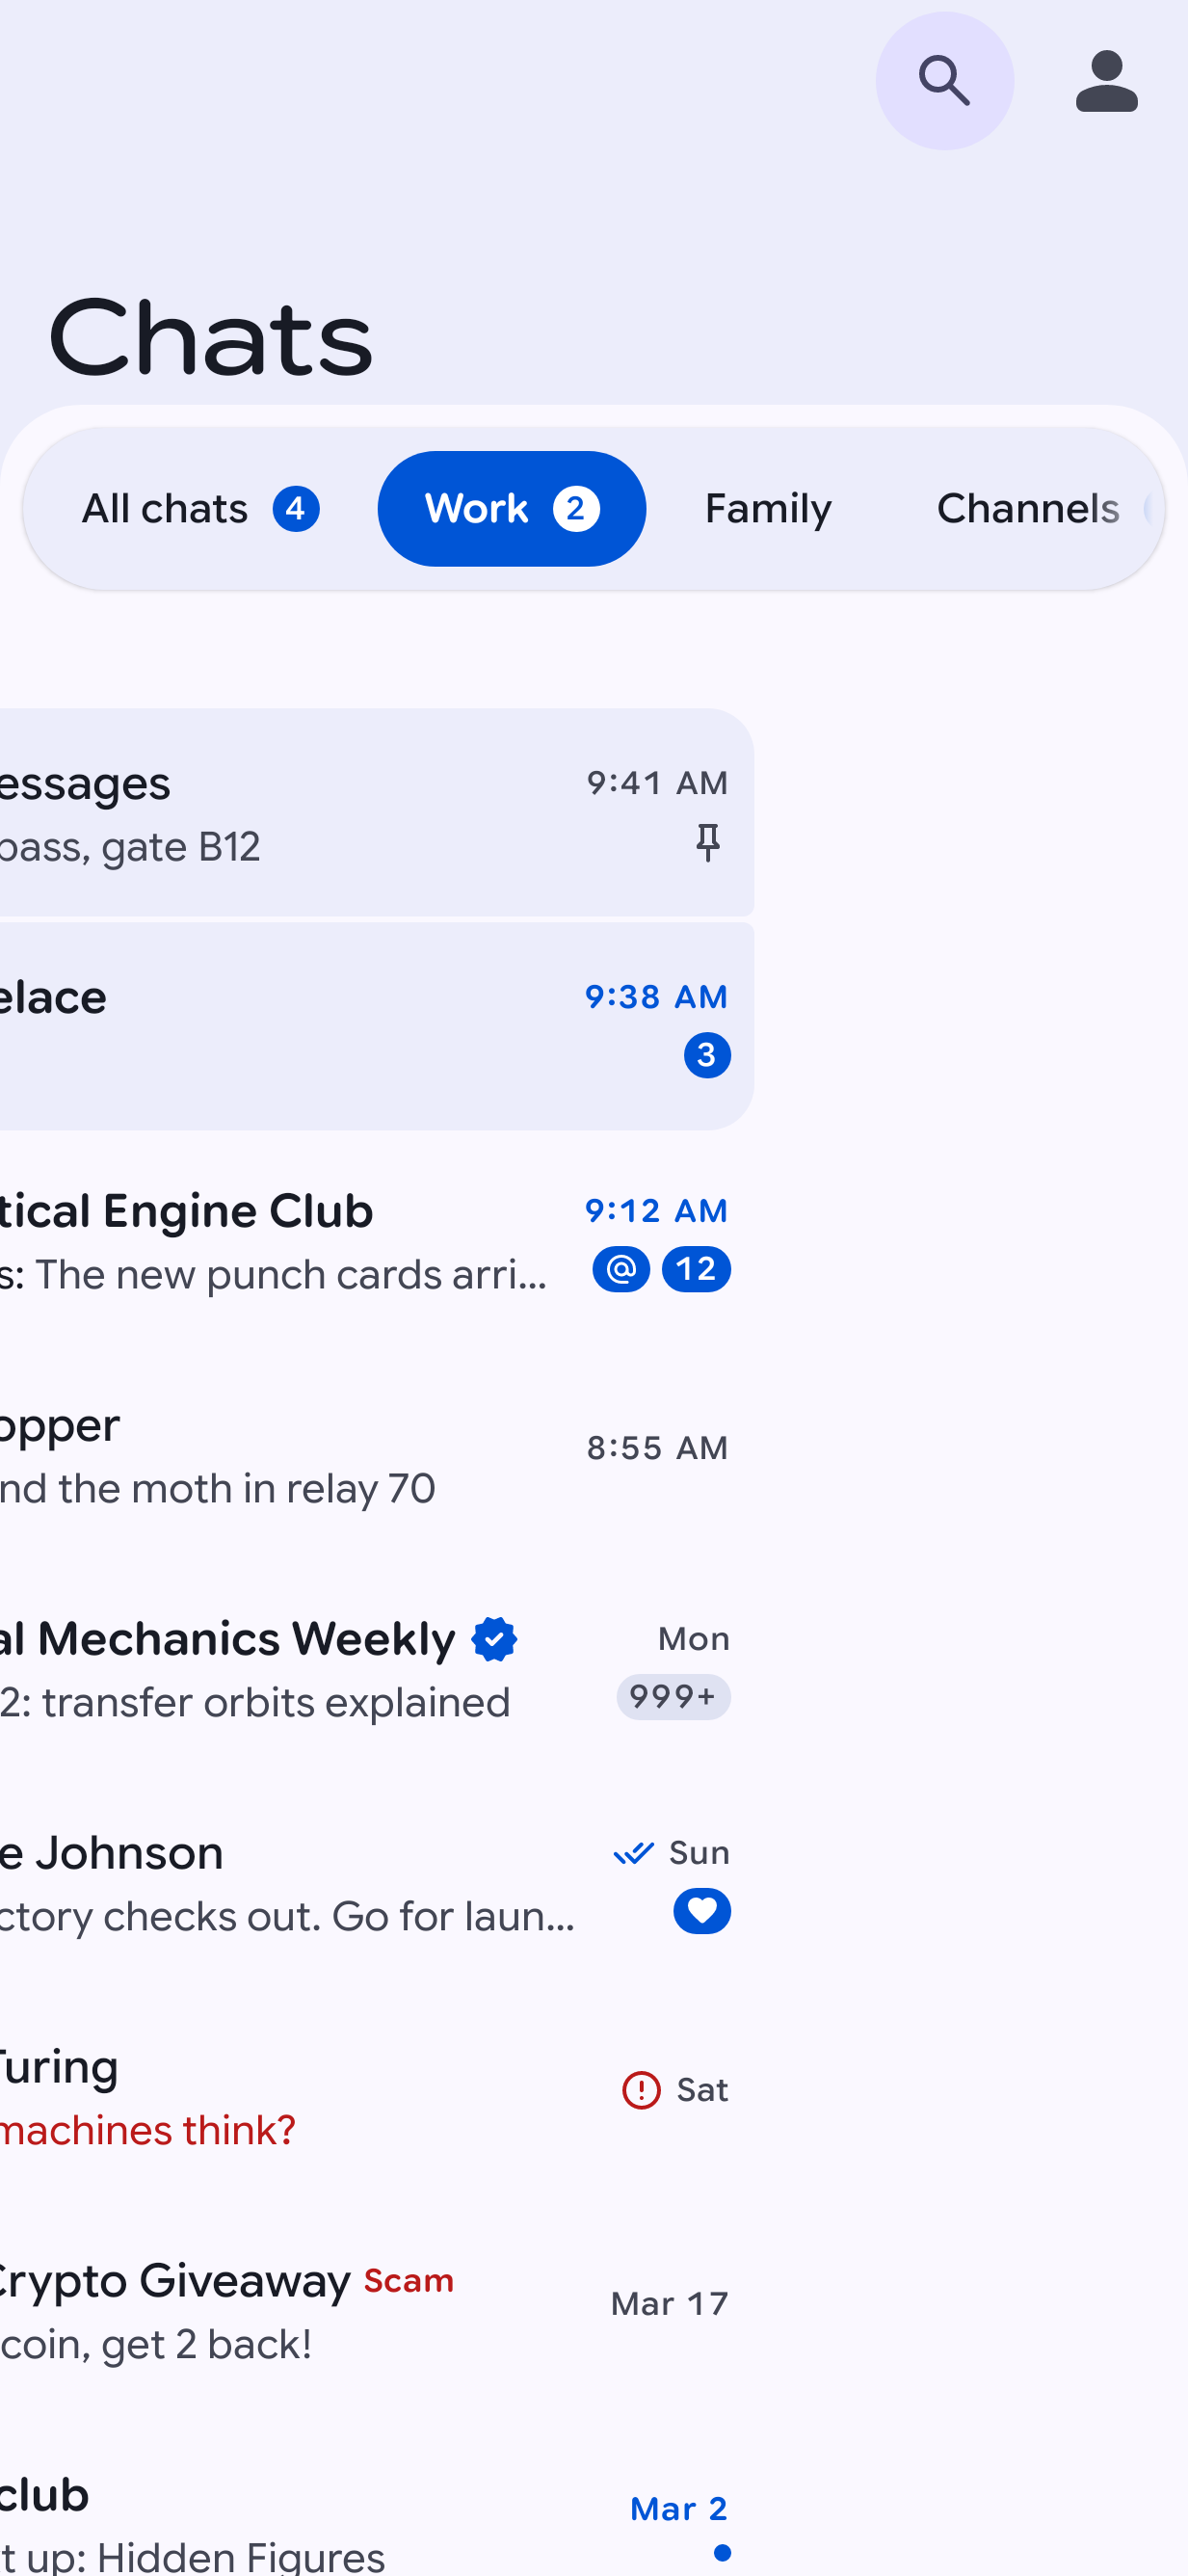 Chats
All chats 4 Work 2 Family Channels
essages 9:41 AM
pass, gate B12
elace 9:38 AM
3
tical Engine Club 9:12 AM
s: The new punch cards arri... @ 12
opper 8:55 AM
nd the moth in relay 70
al Mechanics Weekly Mon
2: transfer orbits explained 999+
e Johnson Sun
ctory checks out. Go for laun...
Turing Sat
machines think?
Crypto Giveaway Scam Mar 17
coin, get 2 back!
club Mar 2
t up: Hidden Figures